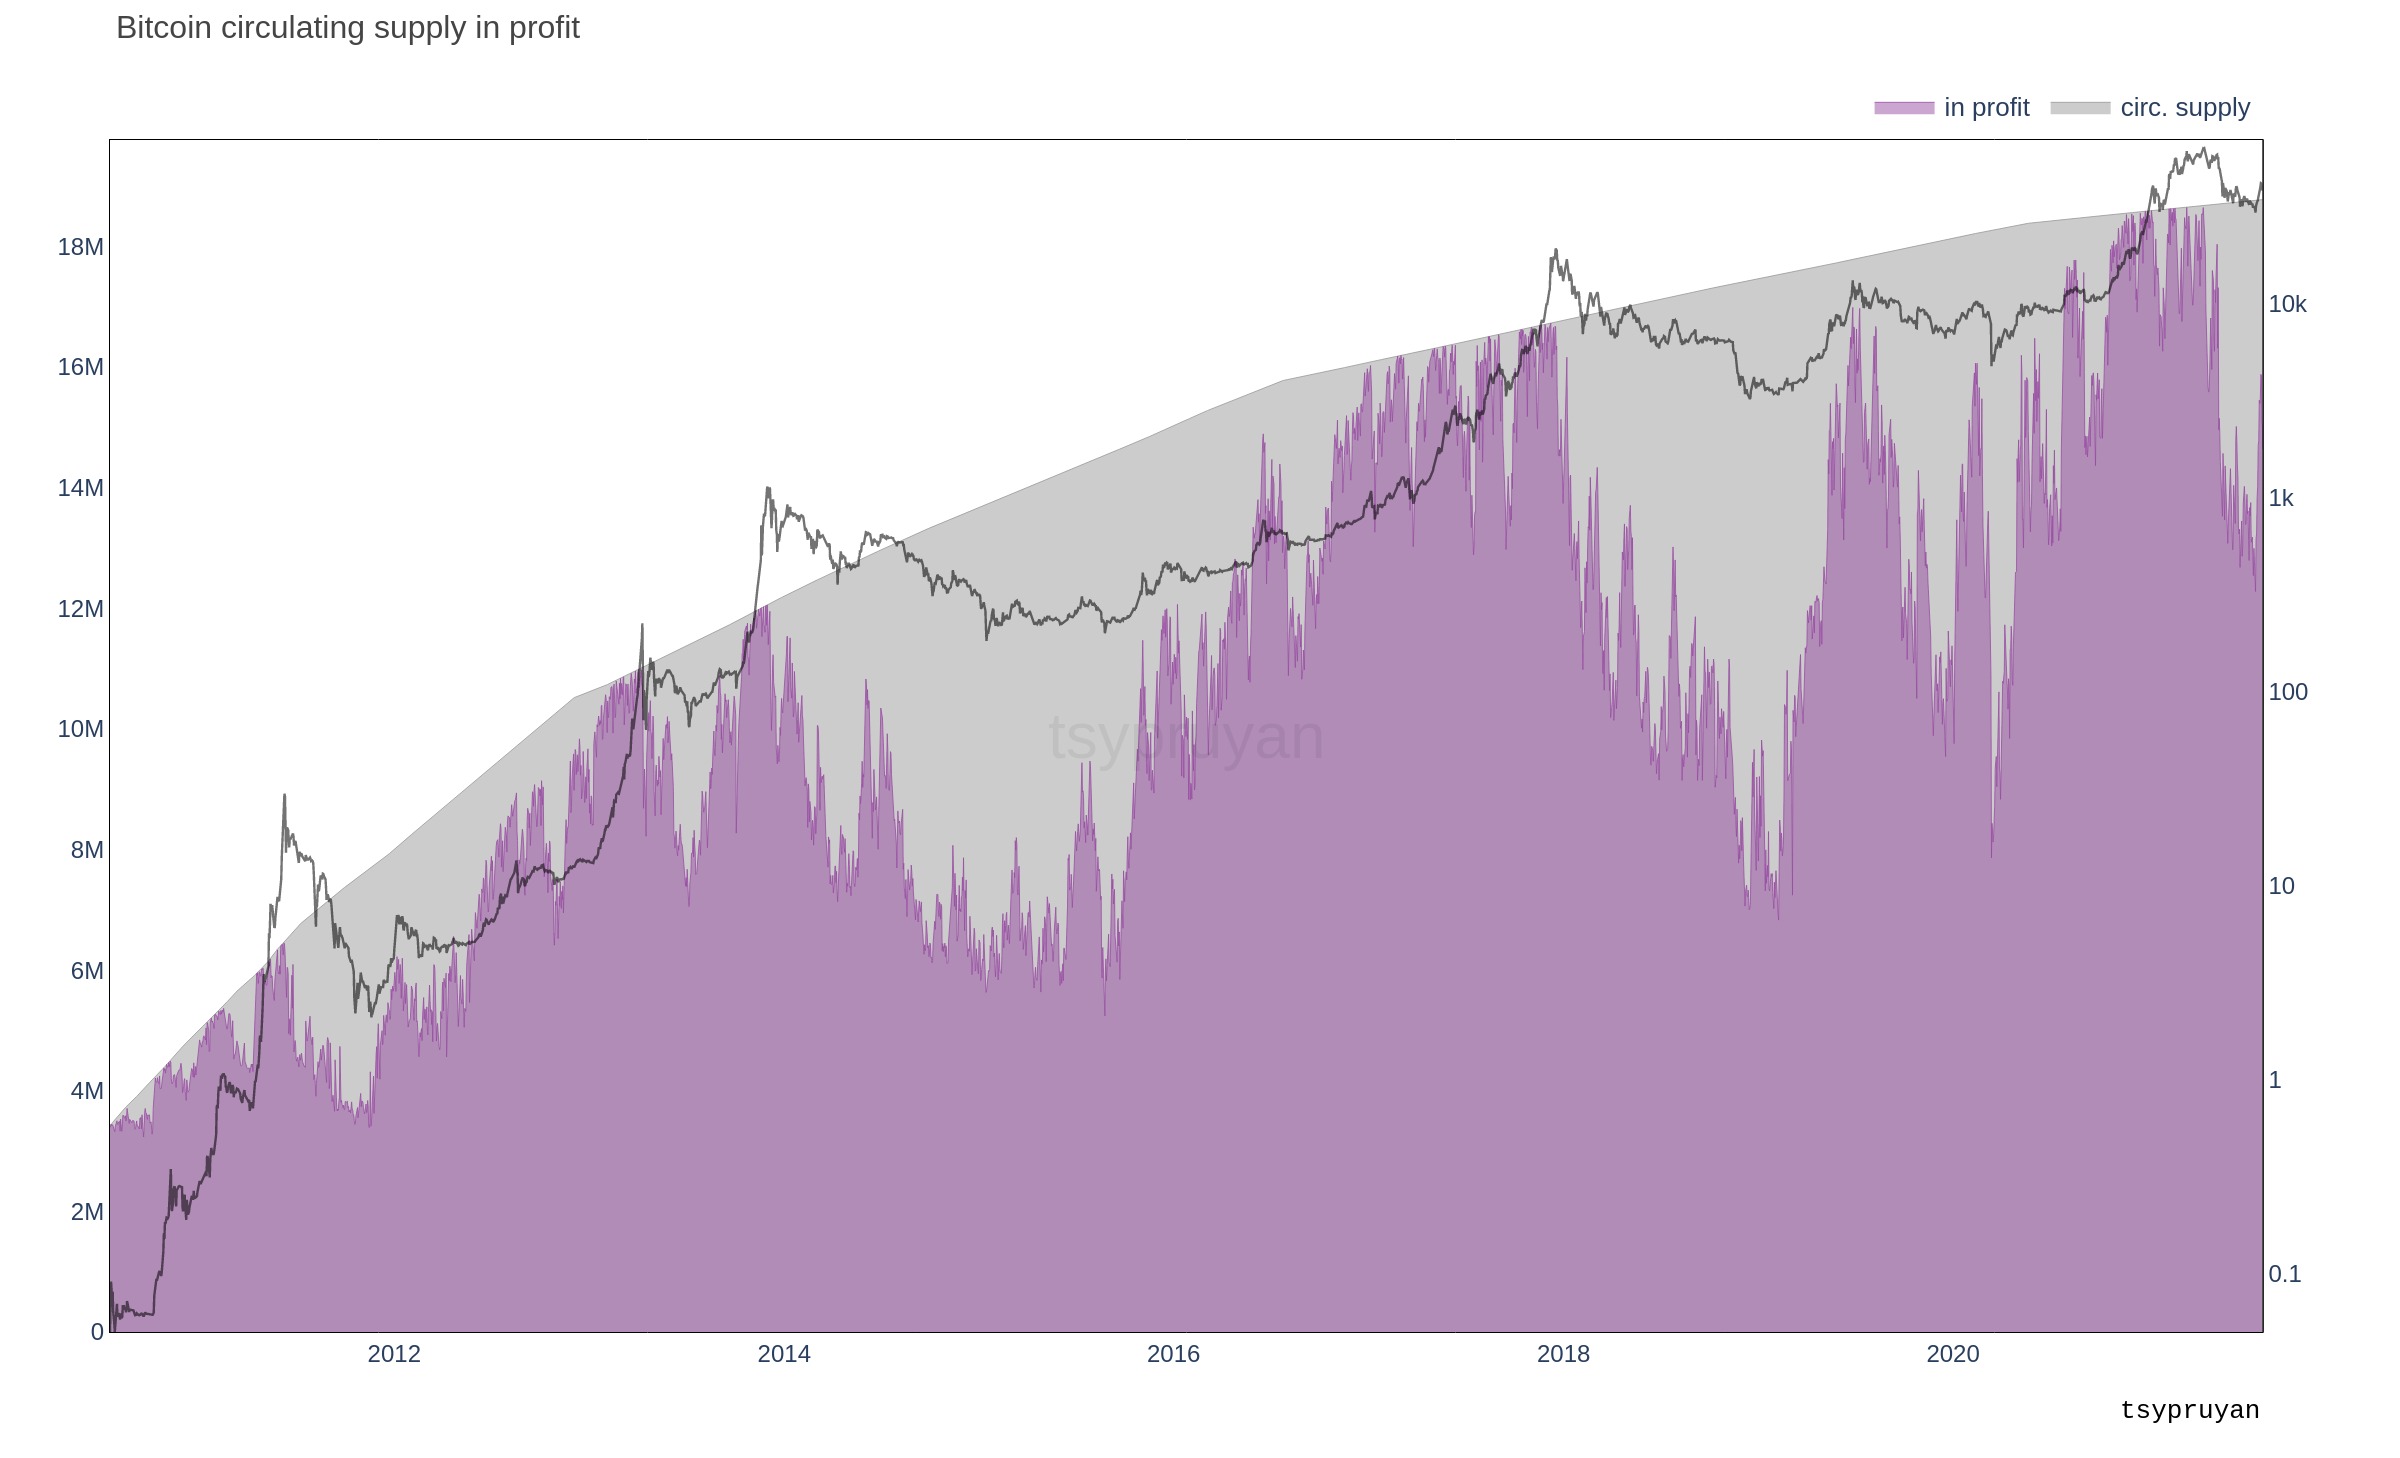 Bitcoin circulating supply in profit
in profit circ. supply
18M
16M
14M
12M
10M
8M
6M
4M
2M
0
10k
1k
100
10
1
0.1
tsypruyan
2012 2014 2016 2018 2020
tsypruyan